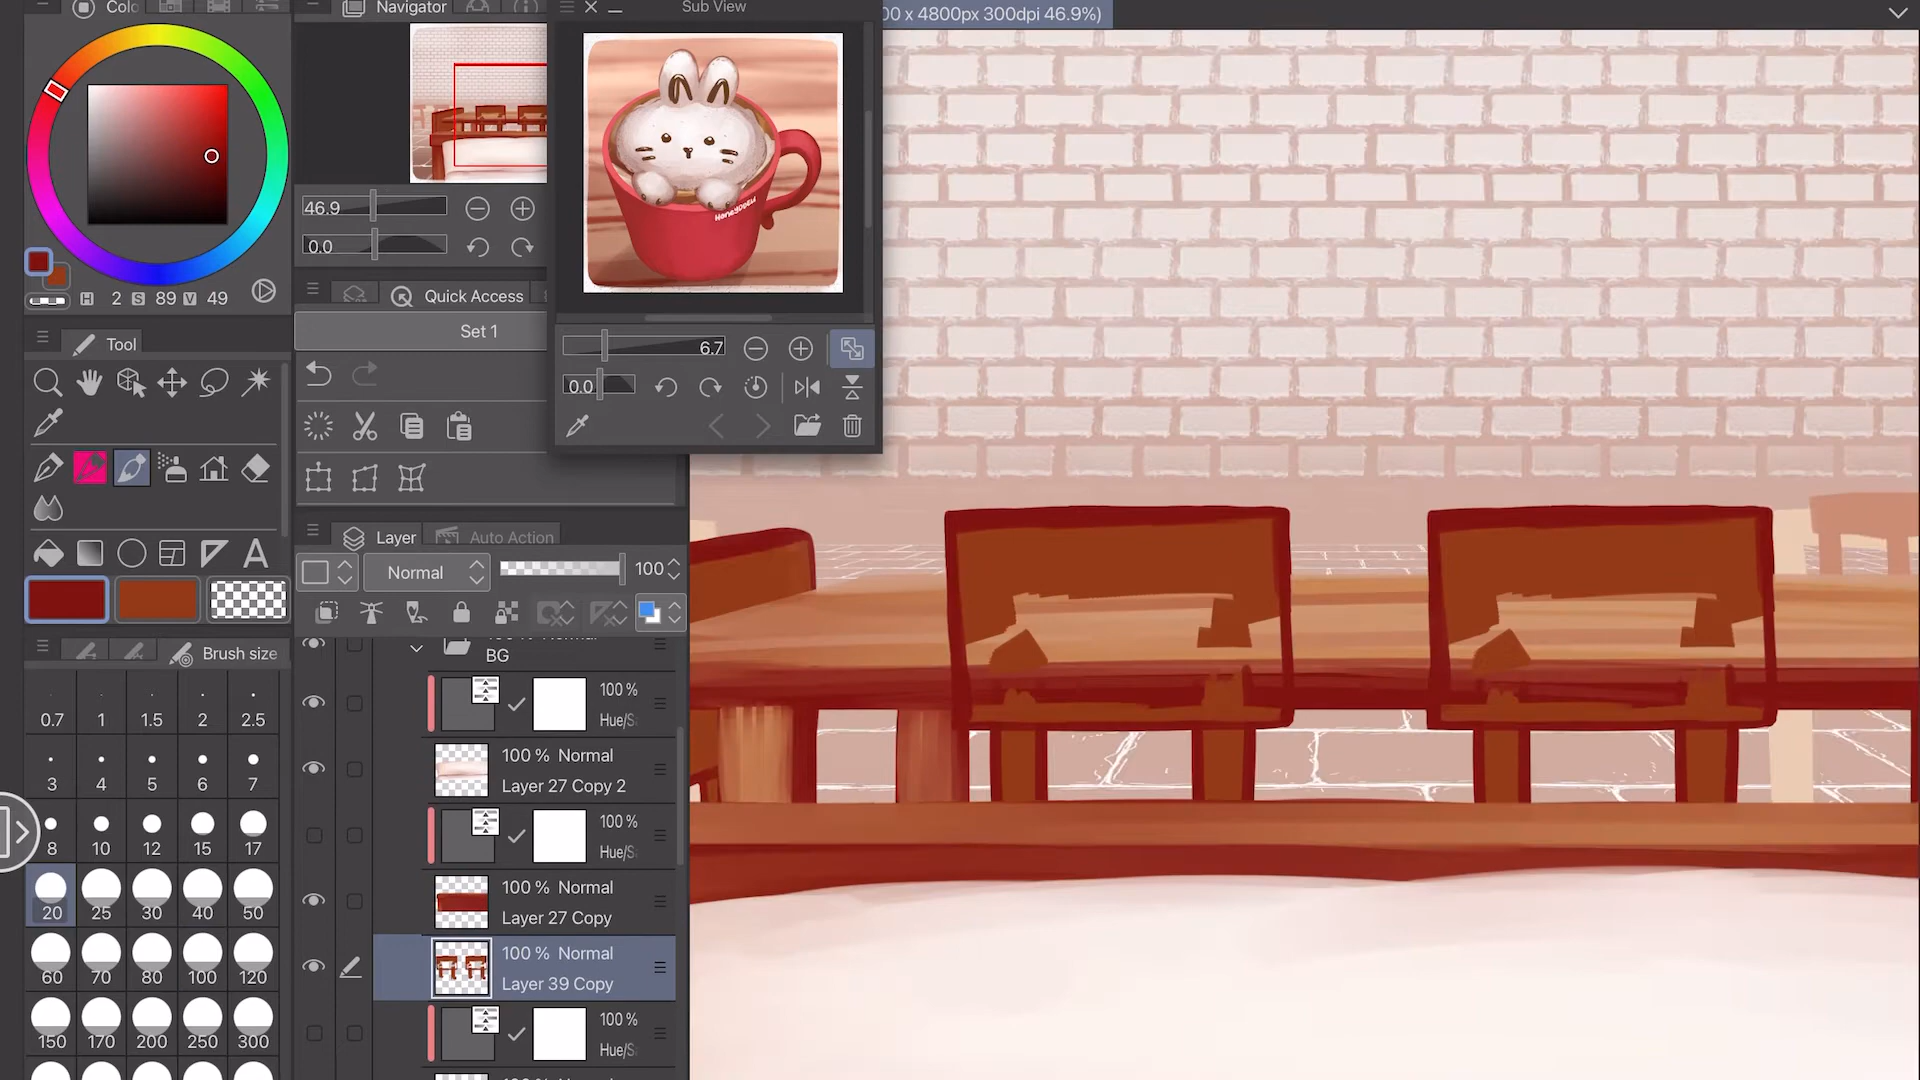 Navigator
Sub View
4800px 300dpi 46.9%)
HoneyDpew
46.9
0.0
H 2 S 89 V 49
Quick Access
Set 1
6.7
0.0
Tool
Layer
Auto Action
Normal
100
Brush size
0.7 1 1.5 2 2.5
3 4 5 6 7
8 10 12 15 17
20 25 30 40 50
60 70 80 100 120
150 170 200 250 300
BG
100 %
Hue/S
100 % Normal
Layer 27 Copy 2
100 %
Hue/S
100 % Normal
Layer 27 Copy
100 % Normal
Layer 39 Copy
100 %
Hue/S